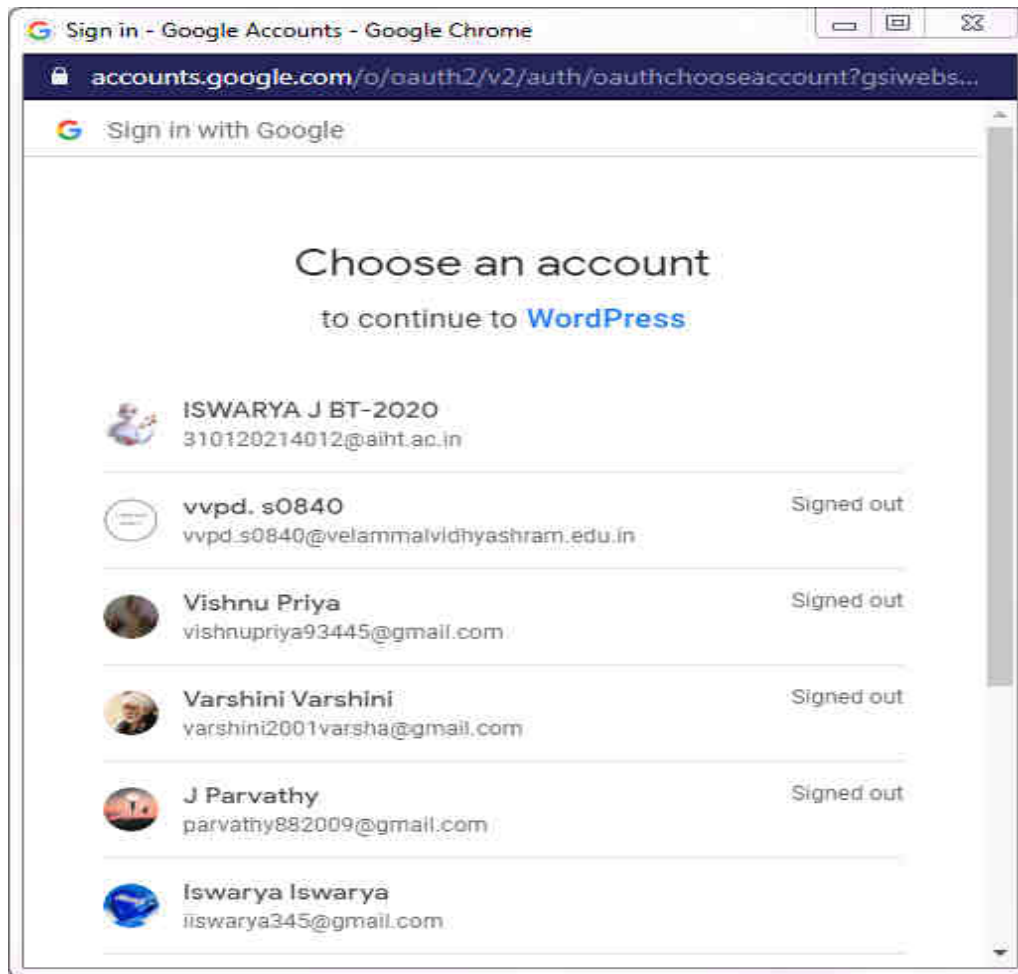 Sign in - Google Accounts - Google Chrome
accounts.google.com/o/oauth2/v2/auth/oauthchooseaccount?gsiwebs...
Sign in with Google
Choose an account
to continue to WordPress
ISWARYA J BT-2020
310120214012@aiht.ac.in
vvpd. s0840 Signed out
vvpd.s0840@velammalvidhyashram.edu.in
Vishnu Priya Signed out
vishnupriya93445@gmail.com
Varshini Varshini Signed out
varshini2001varsha@gmail.com
J Parvathy Signed out
parvathy882009@gmail.com
Iswarya Iswarya
iiswarya345@gmail.com